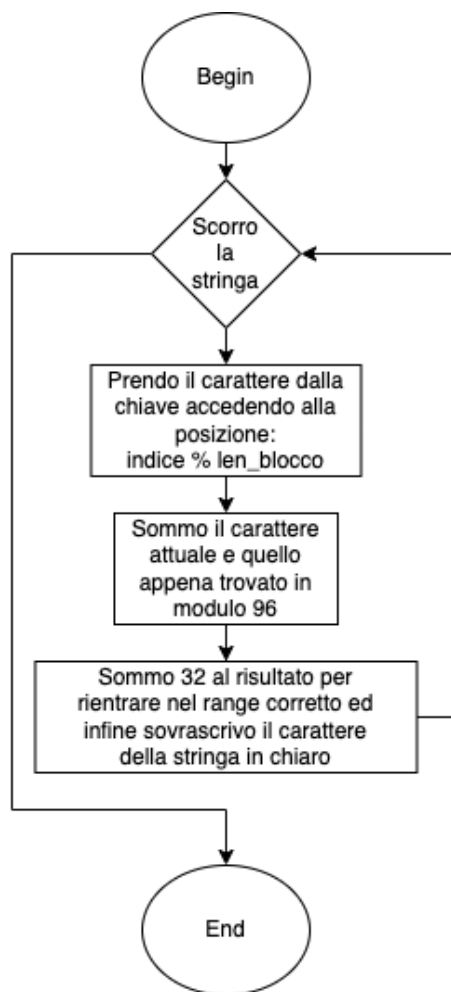 Begin
Scorro
la
stringa
Prendo il carattere dalla
chiave accedendo alla
posizione:
indice % len_blocco
Sommo il carattere
attuale e quello
appena trovato in
modulo 96
Sommo 32 al risultato per
rientrare nel range corretto ed
infine sovrascrivo il carattere
della stringa in chiaro
End